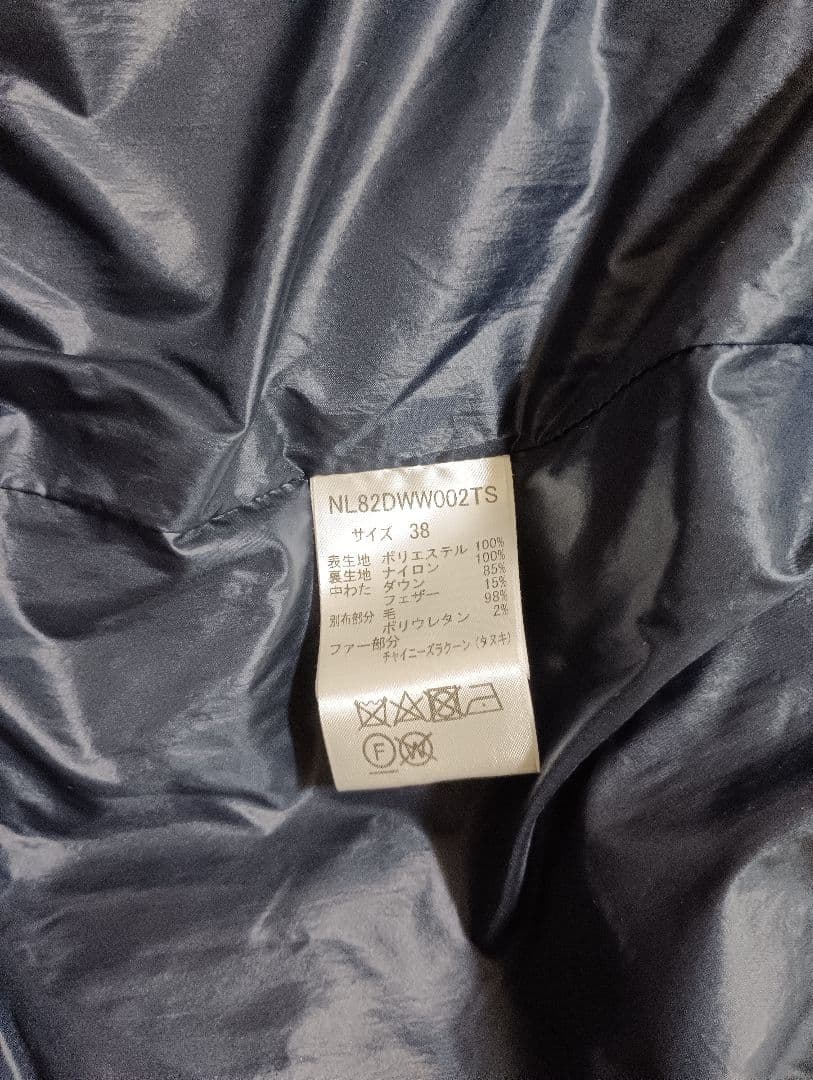 NL82DWW002TS
サイズ 38
表生地 ポリエステル 100%
裏生地 ナイロン 100%
中わた ダウン 85%
フェザー 15%
別布部分 毛 98%
ポリウレタン 2%
ファー部分
チャイニーズラクーン(タヌキ)
F W